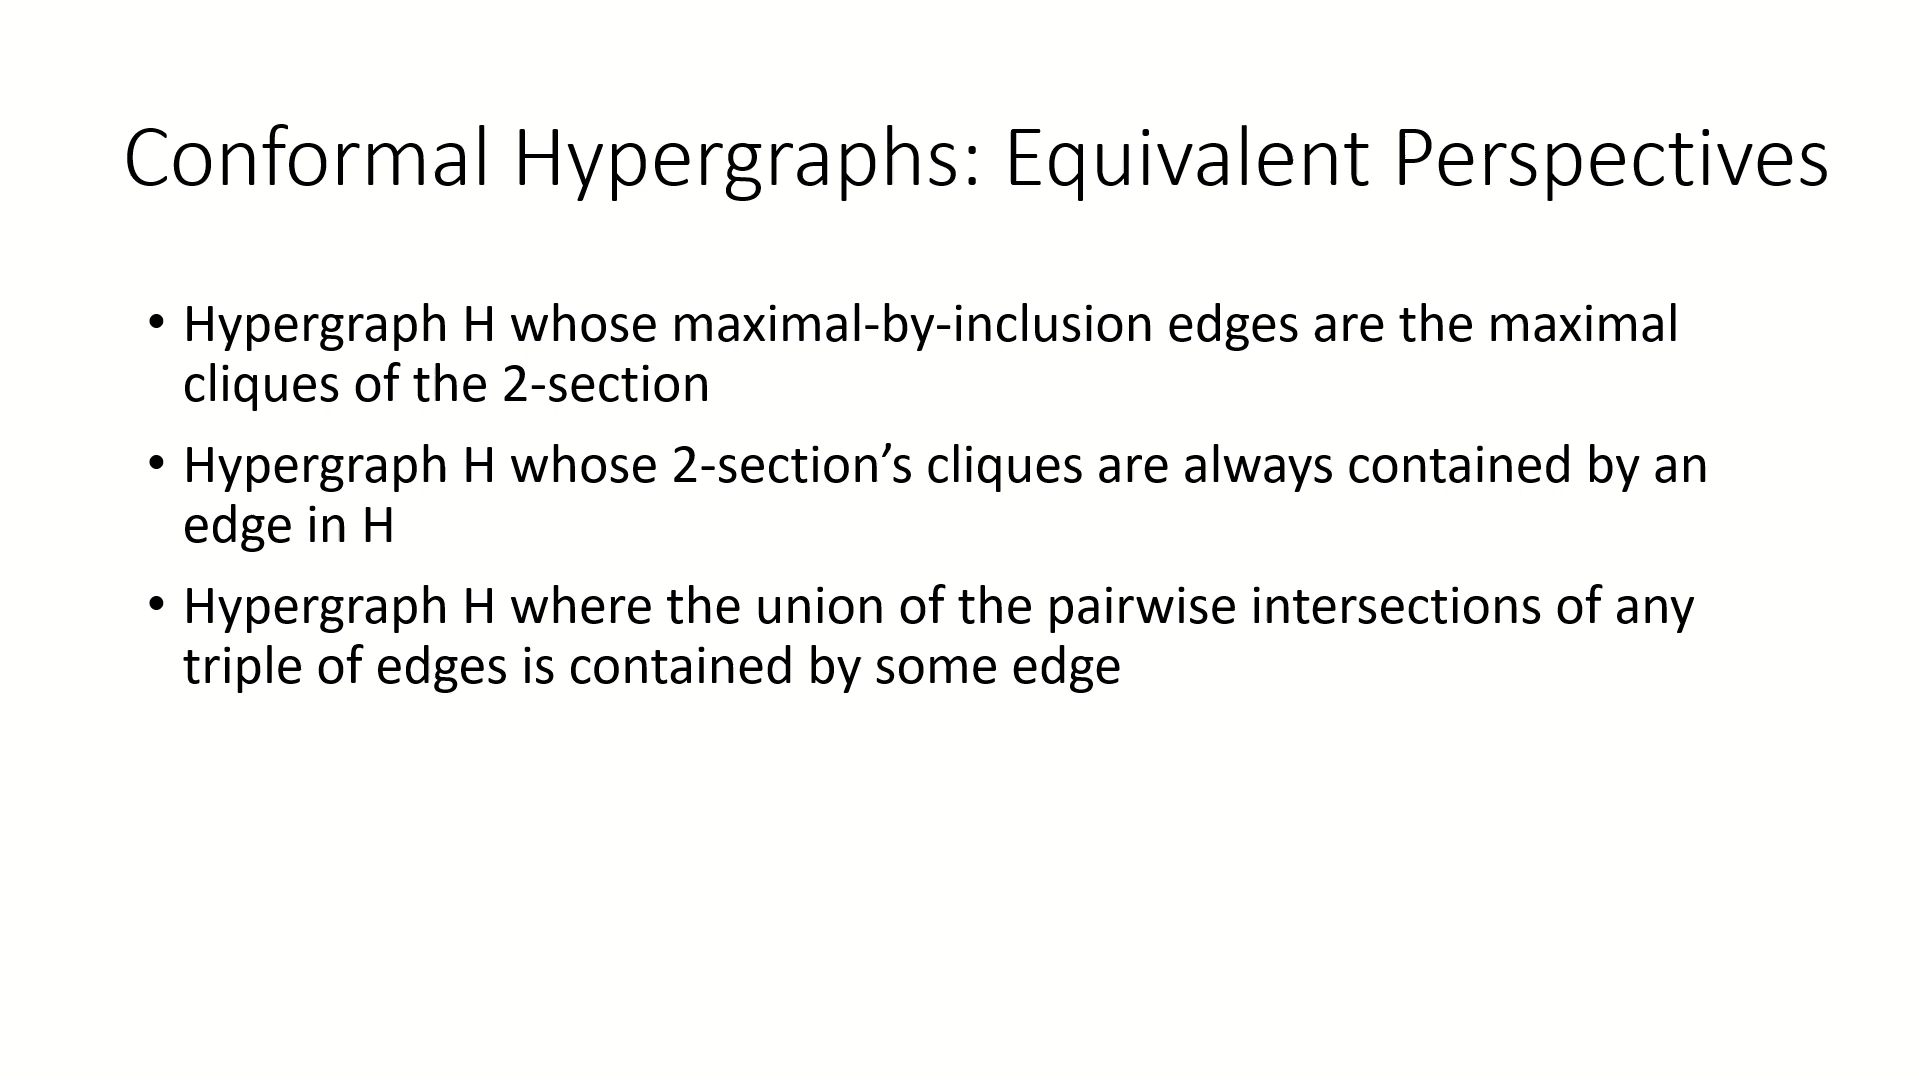 Conformal Hypergraphs: Equivalent Perspectives
• Hypergraph H whose maximal-by-inclusion edges are the maximal
cliques of the 2-section
• Hypergraph H whose 2-section’s cliques are always contained by an
edge in H
• Hypergraph H where the union of the pairwise intersections of any
triple of edges is contained by some edge